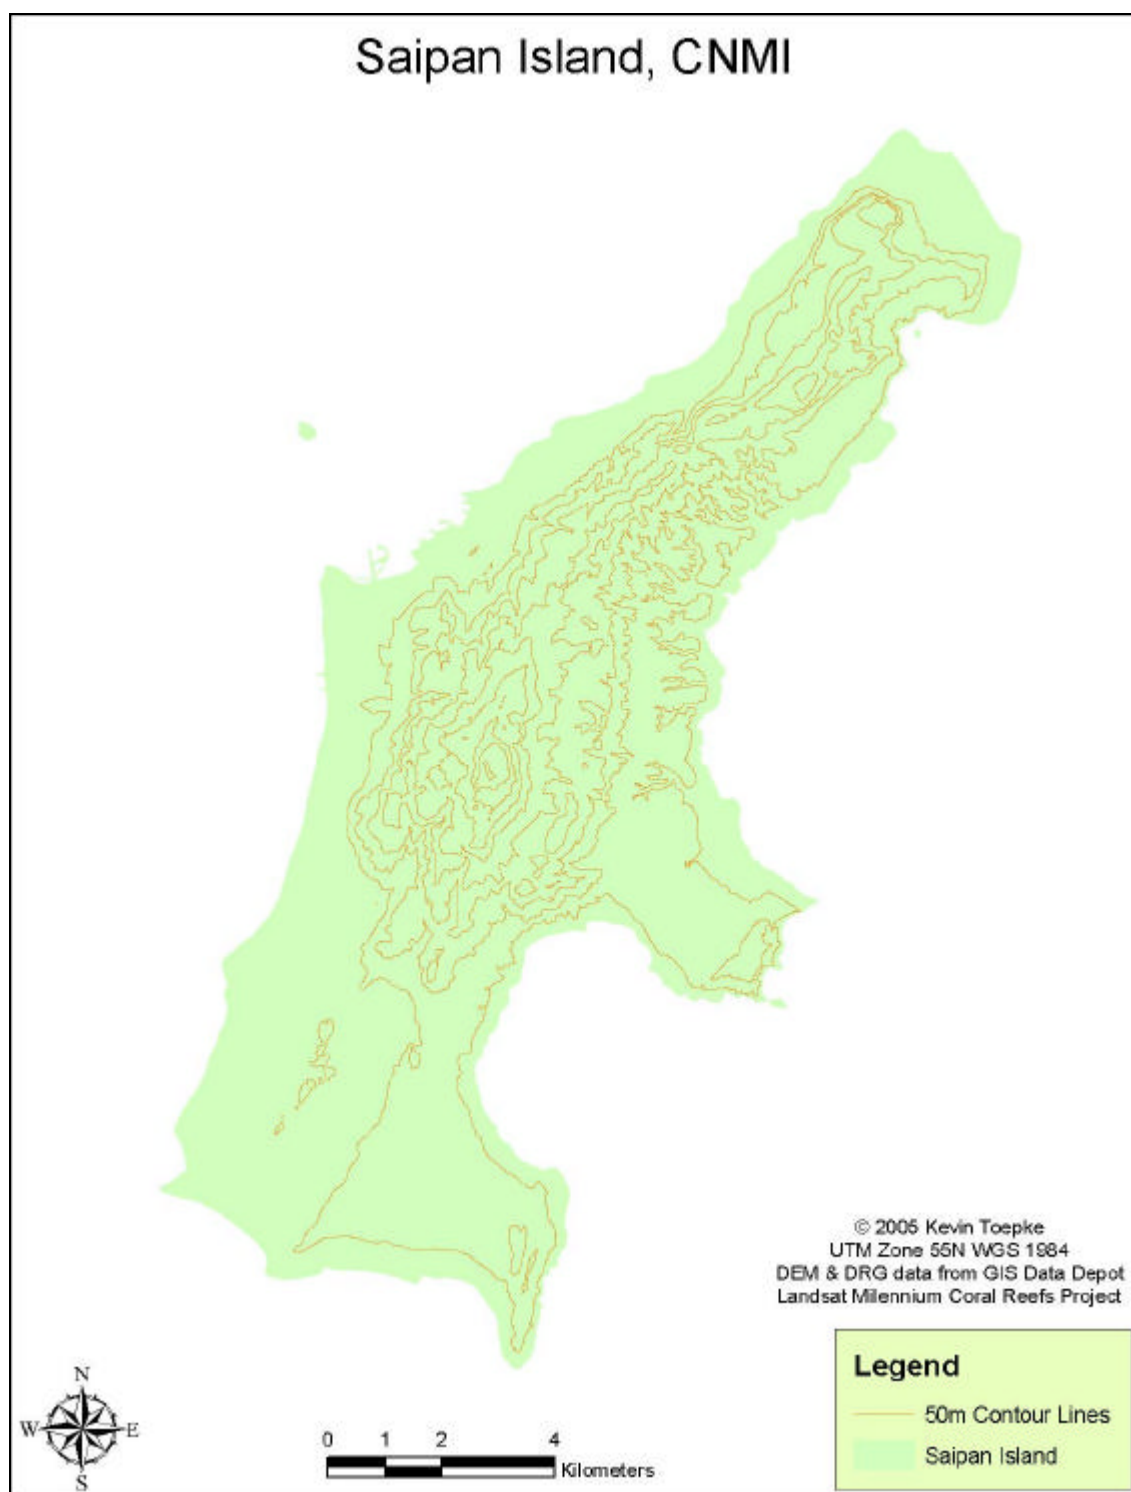 Saipan Island, CNMI
© 2005 Kevin Toepke
UTM Zone 55N WGS 1984
DEM & DRG data from GIS Data Depot
Landsat Milennium Coral Reefs Project
Legend
50m Contour Lines
Saipan Island
N
W E
S
0 1 2 4
Kilometers